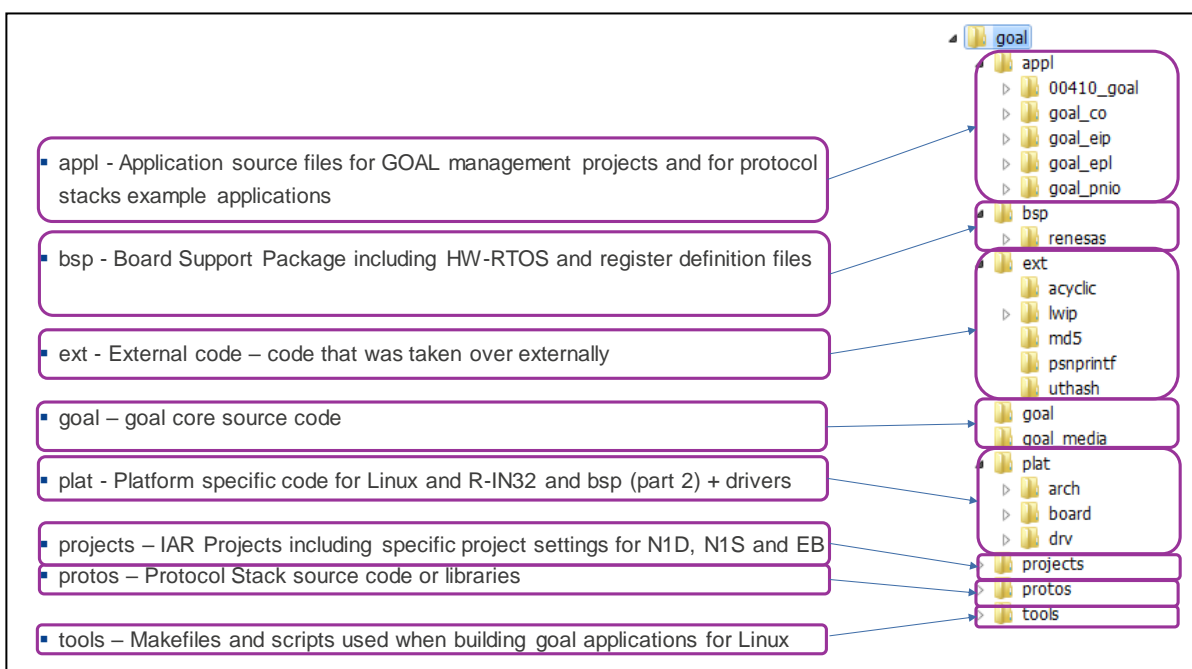 ▪ appl - Application source files for GOAL management projects and for protocol
stacks example applications
▪ bsp - Board Support Package including HW-RTOS and register definition files
▪ ext - External code – code that was taken over externally
▪ goal – goal core source code
▪ plat - Platform specific code for Linux and R-IN32 and bsp (part 2) + drivers
▪ projects – IAR Projects including specific project settings for N1D, N1S and EB
▪ protos – Protocol Stack source code or libraries
▪ tools – Makefiles and scripts used when building goal applications for Linux
goal
appl
00410_goal
goal_co
goal_eip
goal_epl
goal_pnio
bsp
renesas
ext
acyclic
lwip
md5
psnprintf
uthash
goal
goal_media
plat
arch
board
drv
projects
protos
tools